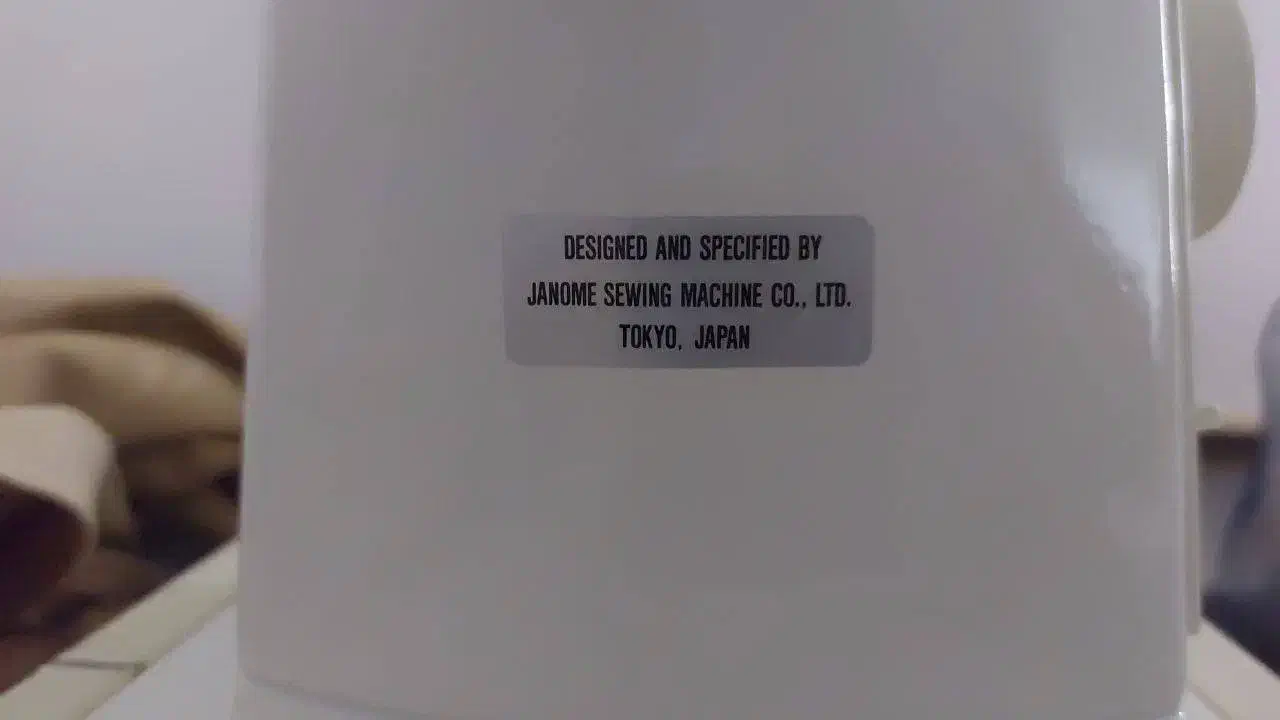 DESIGNED AND SPECIFIED BY
JANOME SEWING MACHINE CO., LTD.
TOKYO, JAPAN